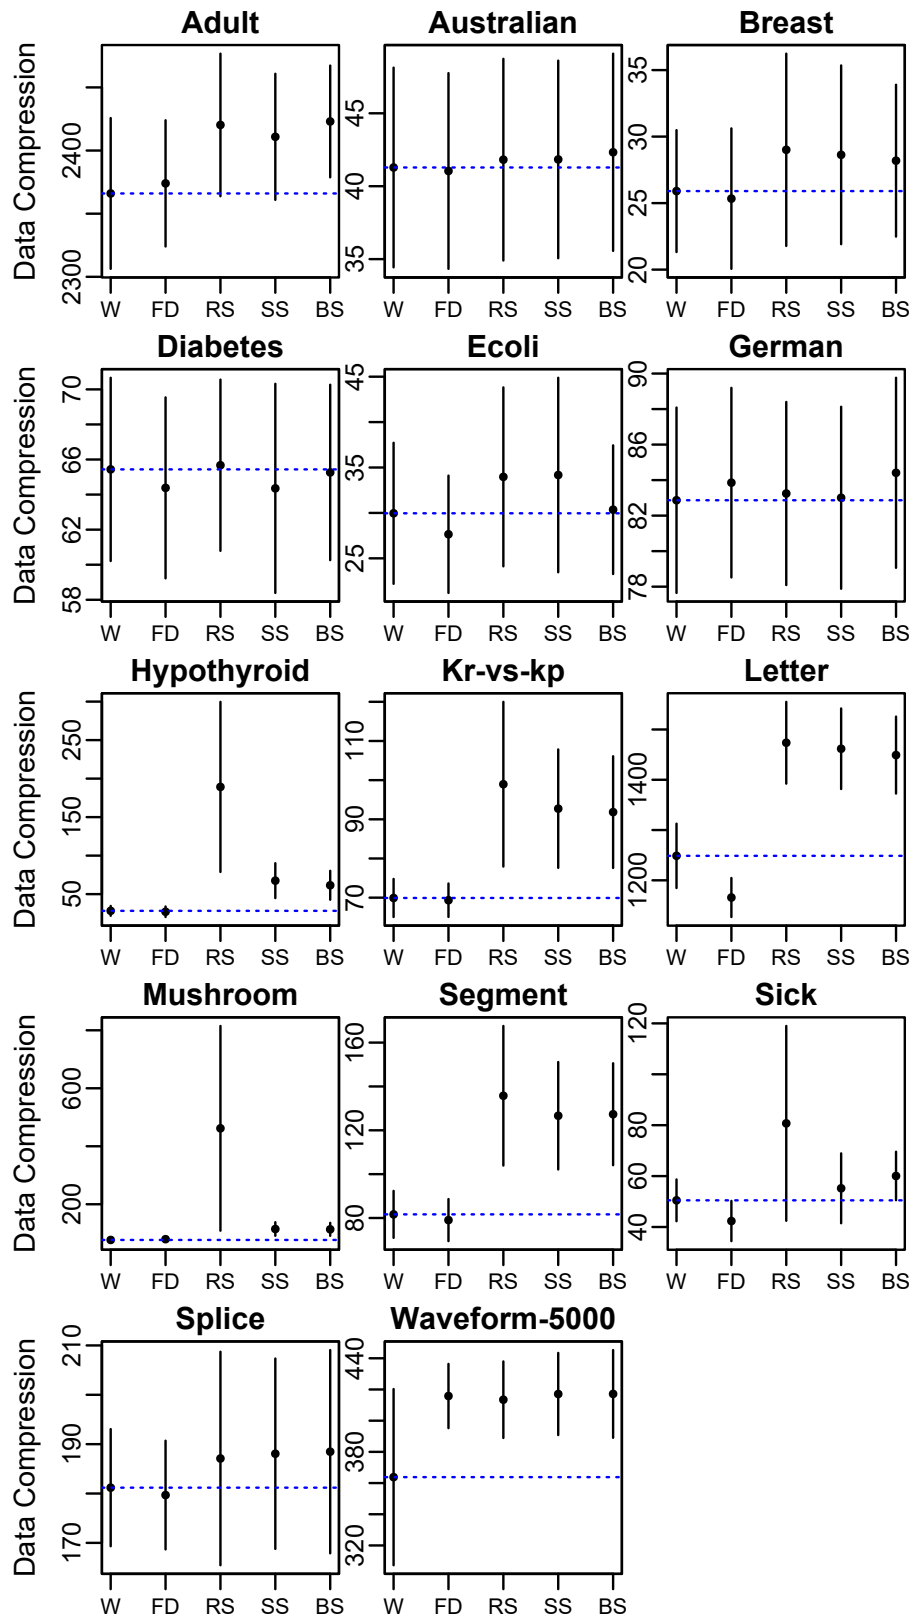 Adult Australian Breast
Data Compression
2300 2400
35 40 45
20 25 30 35
W FD RS SS BS W FD RS SS BS W FD RS SS BS
Diabetes Ecoli German
Data Compression
58 62 66 70
25 35 45
78 82 86 90
W FD RS SS BS W FD RS SS BS W FD RS SS BS
Hypothyroid Kr-vs-kp Letter
Data Compression
50 150 250
70 90 110
1200 1400
W FD RS SS BS W FD RS SS BS W FD RS SS BS
Mushroom Segment Sick
Data Compression
200 600
80 120 160
40 60 80 120
W FD RS SS BS W FD RS SS BS W FD RS SS BS
Splice Waveform-5000
Data Compression
170 190 210
320 380 440
W FD RS SS BS W FD RS SS BS